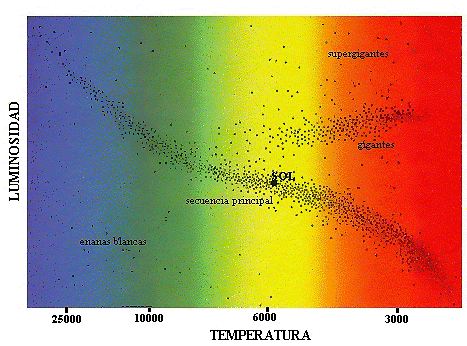 supergigantes
LUMINOSIDAD
gigantes
SOL
secuencia principal
enanas blancas
25000 10000 6000 3000
TEMPERATURA